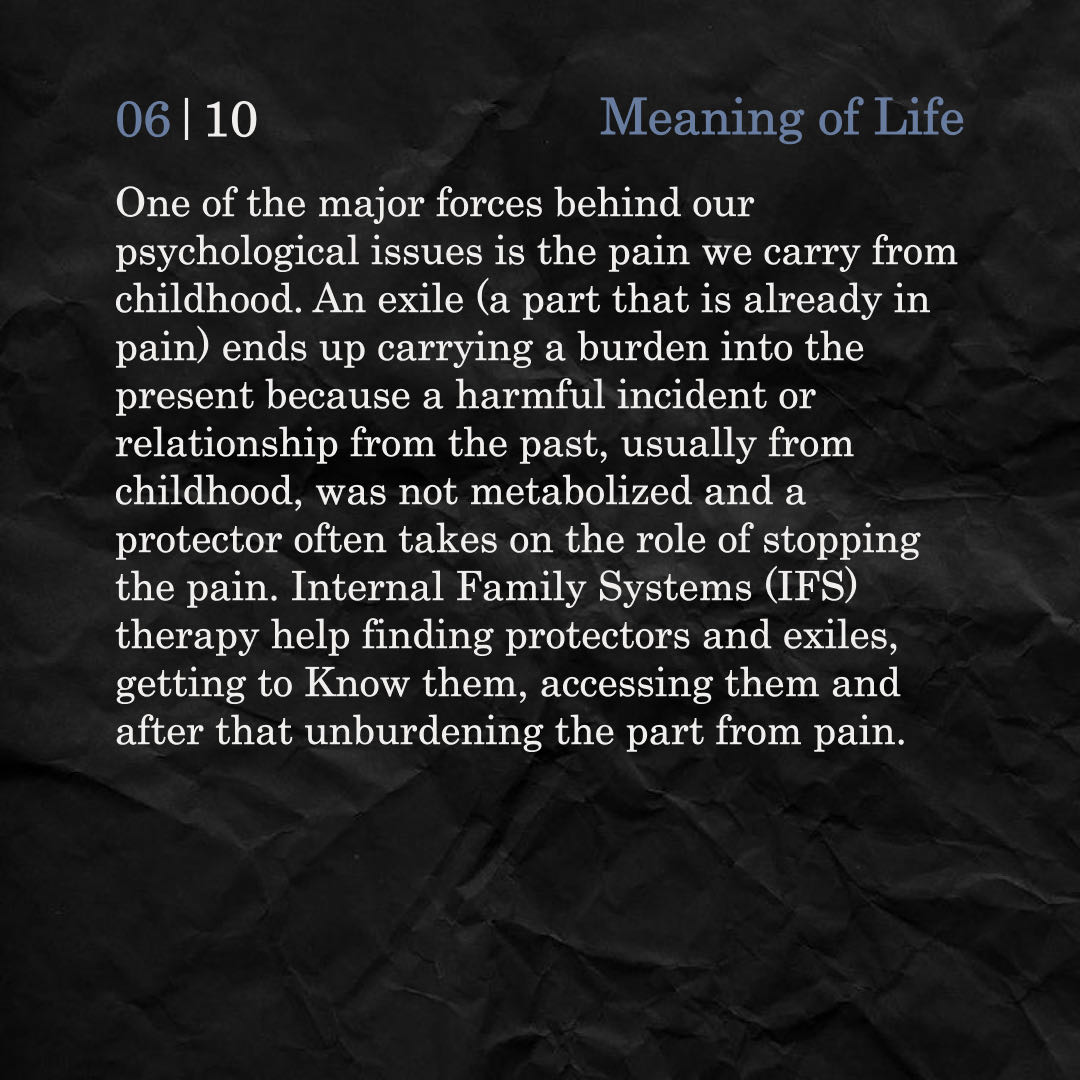 06 | 10
Meaning of Life
One of the major forces behind our
psychological issues is the pain we carry from
childhood. An exile (a part that is already in
pain) ends up carrying a burden into the
present because a harmful incident or
relationship from the past, usually from
childhood, was not metabolized and a
protector often takes on the role of stopping
the pain. Internal Family Systems (IFS)
therapy help finding protectors and exiles,
getting to Know them, accessing them and
after that unburdening the part from pain.